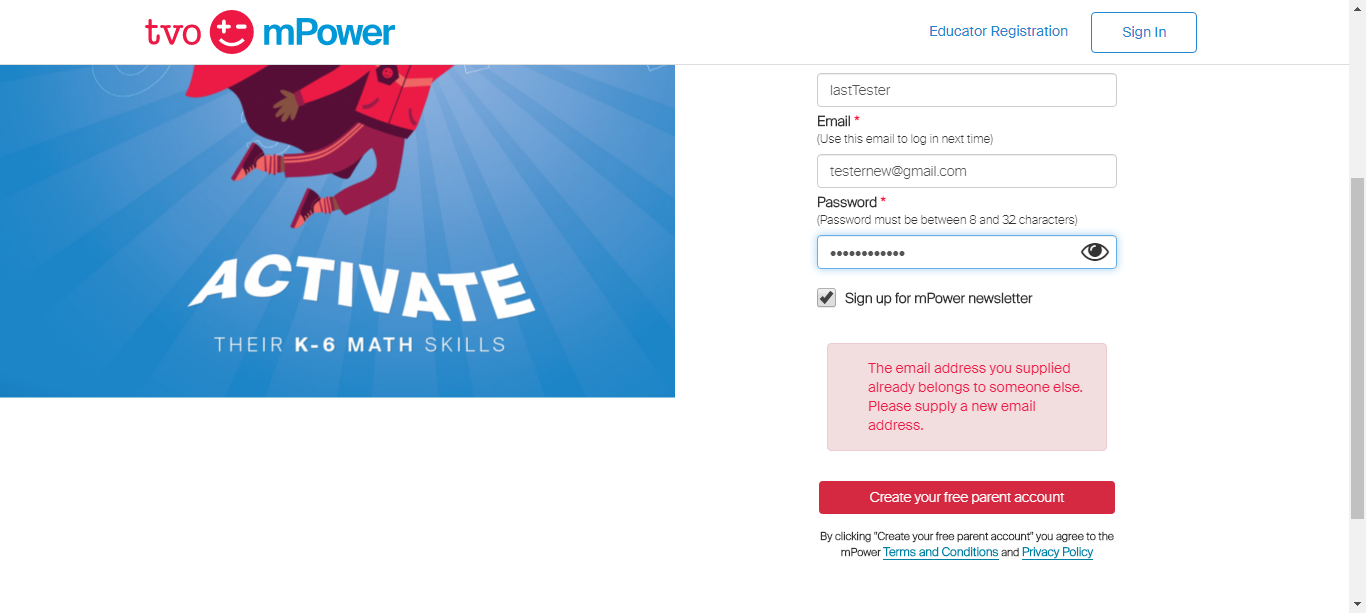 tvo mPower
Educator Registration
Sign In
ACTIVATE
THEIR K-6 MATH SKILLS
lastTester
Email *
(Use this email to log in next time)
testernew@gmail.com
Password *
(Password must be between 8 and 32 characters)
••••••••••••
Sign up for mPower newsletter
The email address you supplied
already belongs to someone else.
Please supply a new email
address.
Create your free parent account
By clicking "Create your free parent account" you agree to the
mPower Terms and Conditions and Privacy Policy